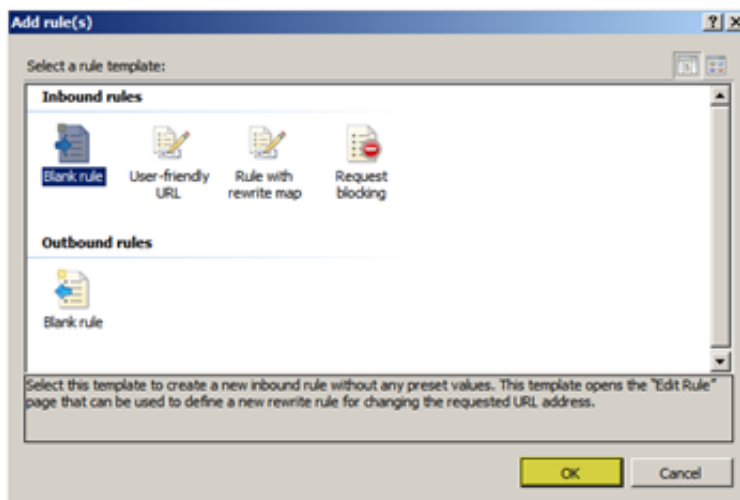 Add rule(s)
Select a rule template:
Inbound rules
Blank rule
User-friendly
URL
Rule with
rewrite map
Request
blocking
Outbound rules
Blank rule
Select this template to create a new inbound rule without any preset values. This template opens the "Edit Rule"
page that can be used to define a new rewrite rule for changing the requested URL address.
OK
Cancel